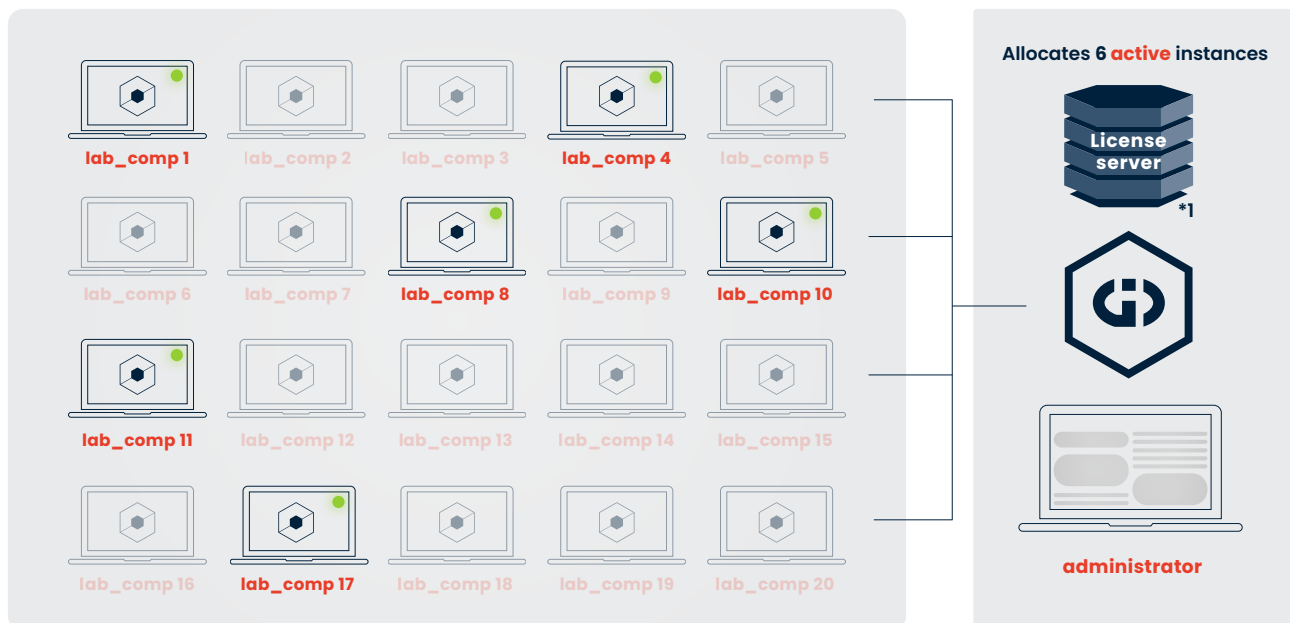 Allocates 6 active instances
License
server
*1
lab_comp 1
lab_comp 2
lab_comp 3
lab_comp 4
lab_comp 5
lab_comp 6
lab_comp 7
lab_comp 8
lab_comp 9
lab_comp 10
lab_comp 11
lab_comp 12
lab_comp 13
lab_comp 14
lab_comp 15
lab_comp 16
lab_comp 17
lab_comp 18
lab_comp 19
lab_comp 20
administrator